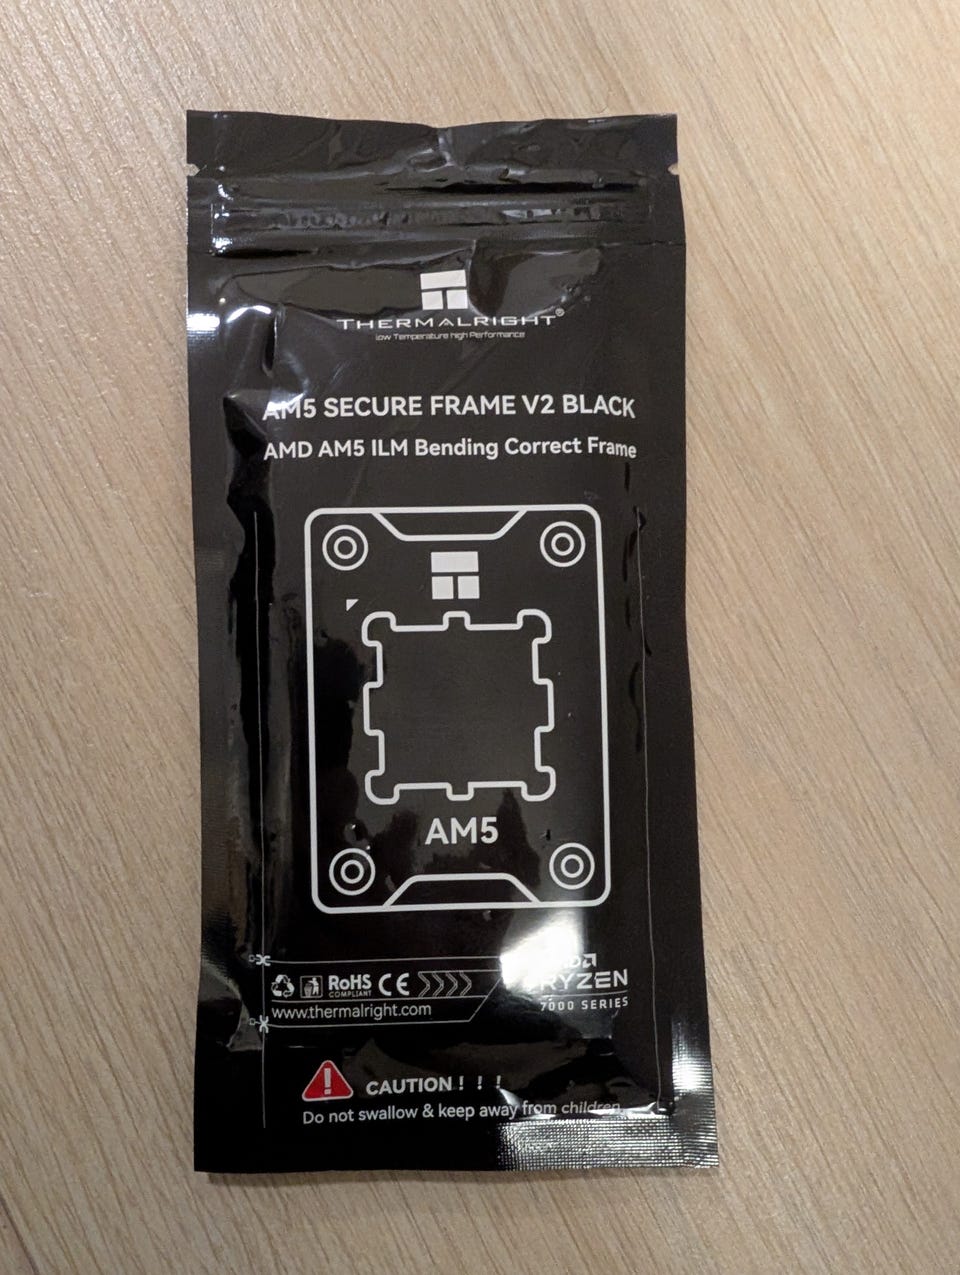 THERMALRIGHT®
Low Temperature high Performance
AM5 SECURE FRAME V2 BLACK
AMD AM5 ILM Bending Correct Frame
AM5
RoHS
COMPLIANT
CE
www.thermalright.com
RYZEN
7000 SERIES
CAUTION! ! !
Do not swallow & keep away from children.